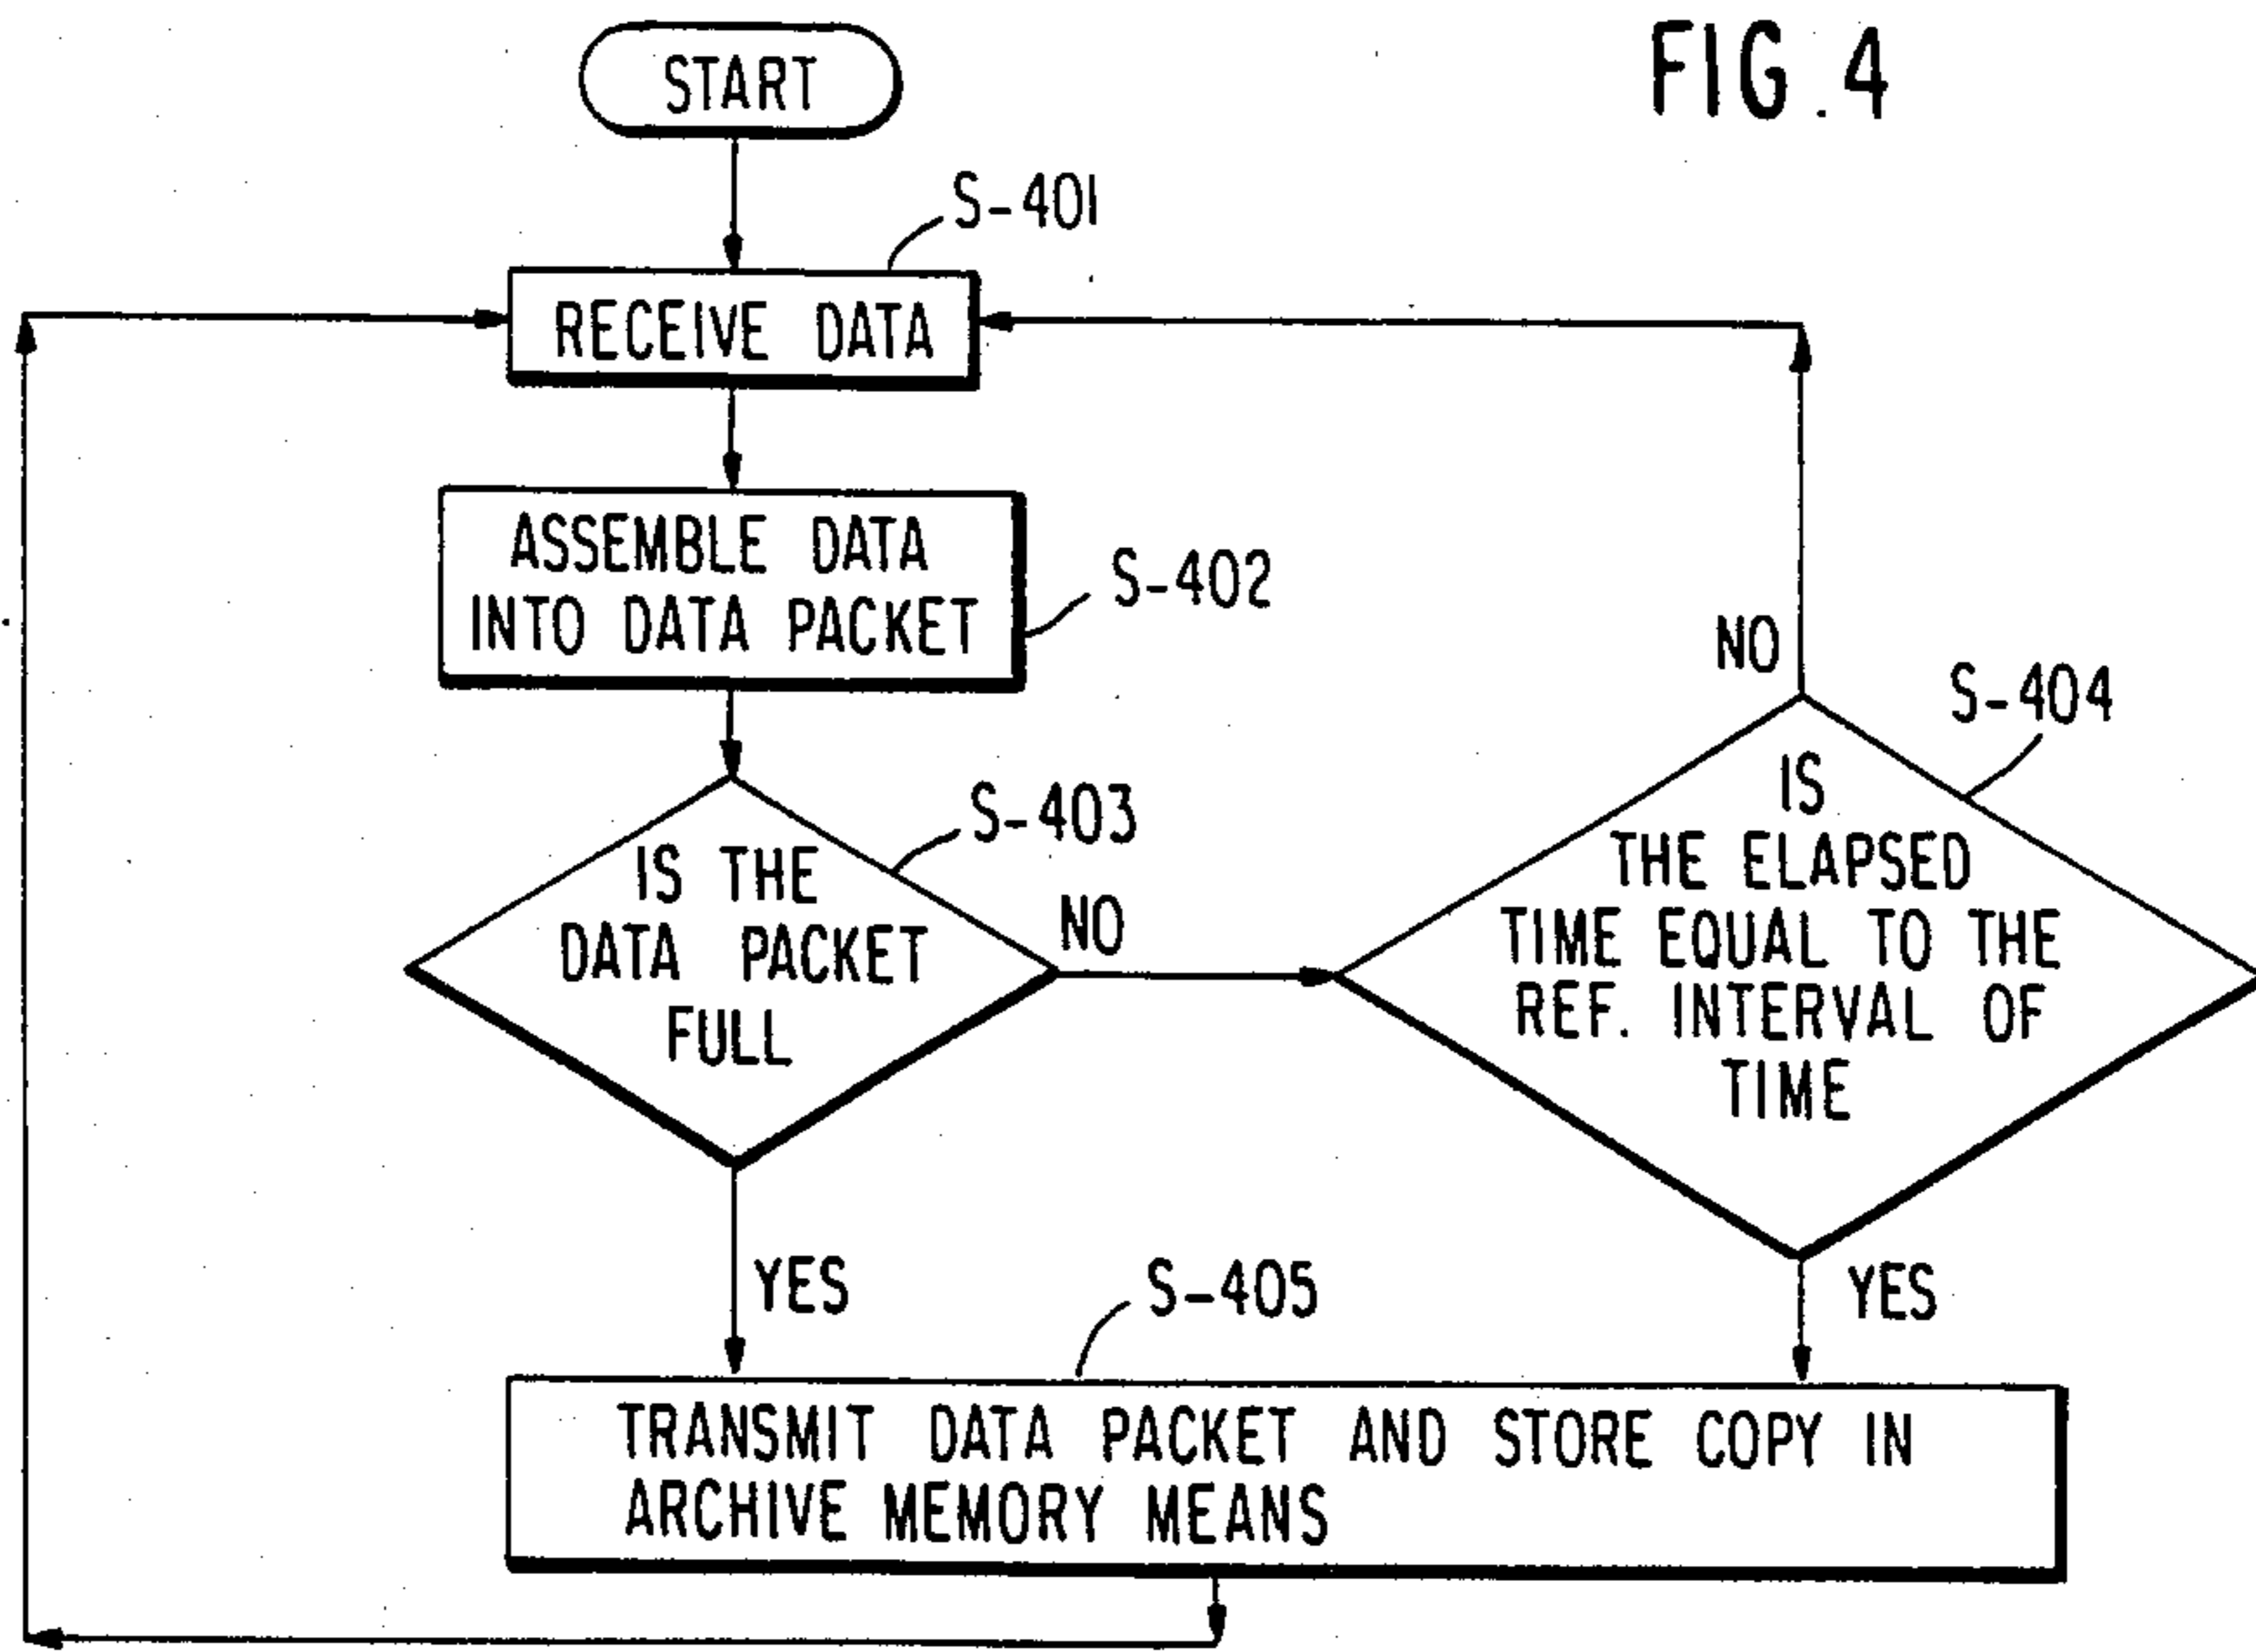 FIG. 4
START
S-401
RECEIVE DATA
ASSEMBLE DATA
INTO DATA PACKET
S-402
S-403
IS THE
DATA PACKET
FULL
NO
YES
NO
S-404
IS
THE ELAPSED
TIME EQUAL TO THE
REF. INTERVAL OF
TIME
YES
S-405
TRANSMIT DATA PACKET AND STORE COPY IN
ARCHIVE MEMORY MEANS